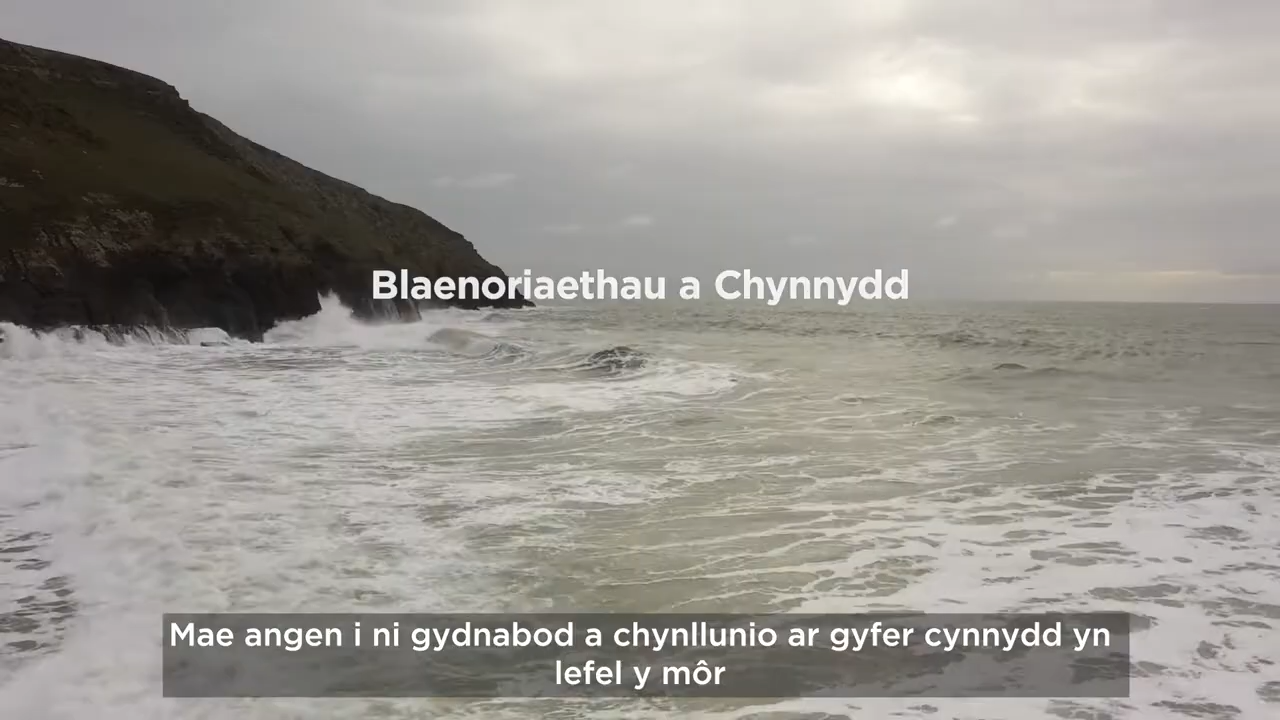 Blaenoriaethau a Chynnydd
Mae angen i ni gydnabod a chynllunio ar gyfer cynnydd yn
lefel y môr